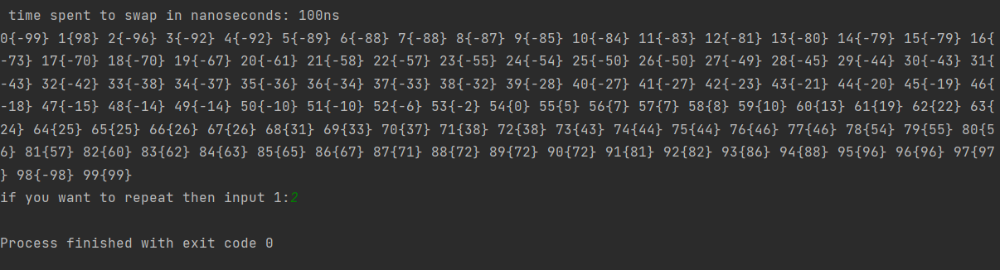 time spent to swap in nanoseconds: 100ns
0{-99} 1{98} 2{-96} 3{-92} 4{-92} 5{-89} 6{-88} 7{-88} 8{-87} 9{-85} 10{-84} 11{-83} 12{-81} 13{-80} 14{-79} 15{-79} 16{
-73} 17{-70} 18{-70} 19{-67} 20{-61} 21{-58} 22{-57} 23{-55} 24{-54} 25{-50} 26{-50} 27{-49} 28{-45} 29{-44} 30{-43} 31{
-43} 32{-42} 33{-38} 34{-37} 35{-36} 36{-34} 37{-33} 38{-32} 39{-28} 40{-27} 41{-27} 42{-23} 43{-21} 44{-20} 45{-19} 46{
-18} 47{-15} 48{-14} 49{-14} 50{-10} 51{-10} 52{-6} 53{-2} 54{0} 55{5} 56{7} 57{7} 58{8} 59{10} 60{13} 61{19} 62{22} 63{
24} 64{25} 65{25} 66{26} 67{26} 68{31} 69{33} 70{37} 71{38} 72{38} 73{43} 74{44} 75{44} 76{46} 77{46} 78{54} 79{55} 80{5
6} 81{57} 82{60} 83{62} 84{63} 85{65} 86{67} 87{71} 88{72} 89{72} 90{72} 91{81} 92{82} 93{86} 94{88} 95{96} 96{96} 97{97
} 98{-98} 99{99}
if you want to repeat then input 1:2
Process finished with exit code 0